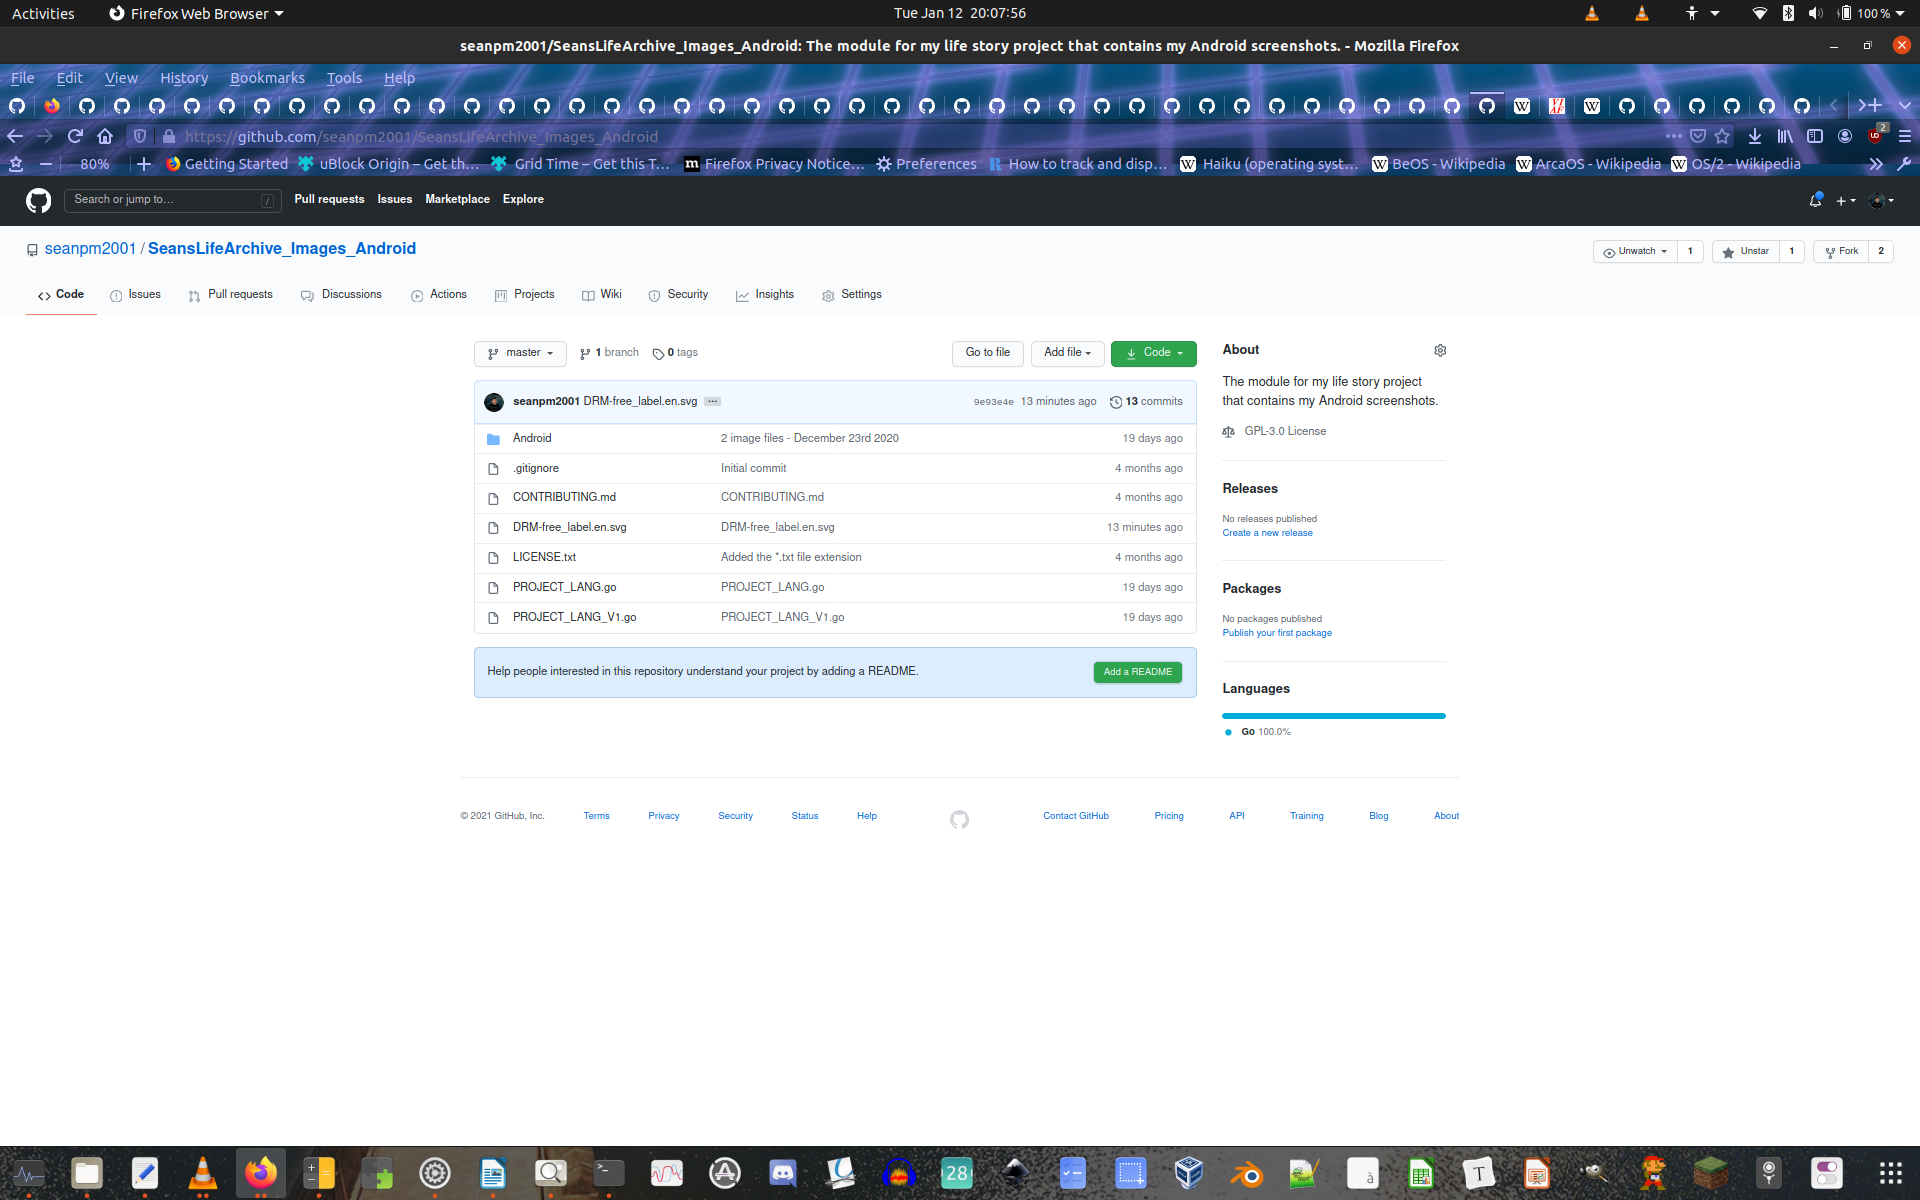 Activities Firefox Web Browser Tue Jan 12 20:07:56 100 %
seanpm2001/SeansLifeArchive_Images_Android: The module for my life story project that contains my Android screenshots. - Mozilla Firefox
File Edit View History Bookmarks Tools Help
https://github.com/seanpm2001/SeansLifeArchive_Images_Android 2
80% Getting Started uBlock Origin – Get th… Grid Time – Get this T… Firefox Privacy Notice… Preferences How to track and disp… Haiku (operating syst… BeOS - Wikipedia ArcaOS - Wikipedia OS/2 - Wikipedia
Search or jump to… / Pull requests Issues Marketplace Explore
seanpm2001 / SeansLifeArchive_Images_Android Unwatch 1 Unstar 1 Fork 2
Code Issues Pull requests Discussions Actions Projects Wiki Security Insights Settings
master 1 branch 0 tags Go to file Add file Code
seanpm2001 DRM-free_label.en.svg ... 9e93e4e 13 minutes ago 13 commits
Android 2 image files - December 23rd 2020 19 days ago
.gitignore Initial commit 4 months ago
CONTRIBUTING.md CONTRIBUTING.md 4 months ago
DRM-free_label.en.svg DRM-free_label.en.svg 13 minutes ago
LICENSE.txt Added the *.txt file extension 4 months ago
PROJECT_LANG.go PROJECT_LANG.go 19 days ago
PROJECT_LANG_V1.go PROJECT_LANG_V1.go 19 days ago
Help people interested in this repository understand your project by adding a README. Add a README
About
The module for my life story project
that contains my Android screenshots.
GPL-3.0 License
Releases
No releases published
Create a new release
Packages
No packages published
Publish your first package
Languages
Go 100.0%
© 2021 GitHub, Inc. Terms Privacy Security Status Help Contact GitHub Pricing API Training Blog About
28